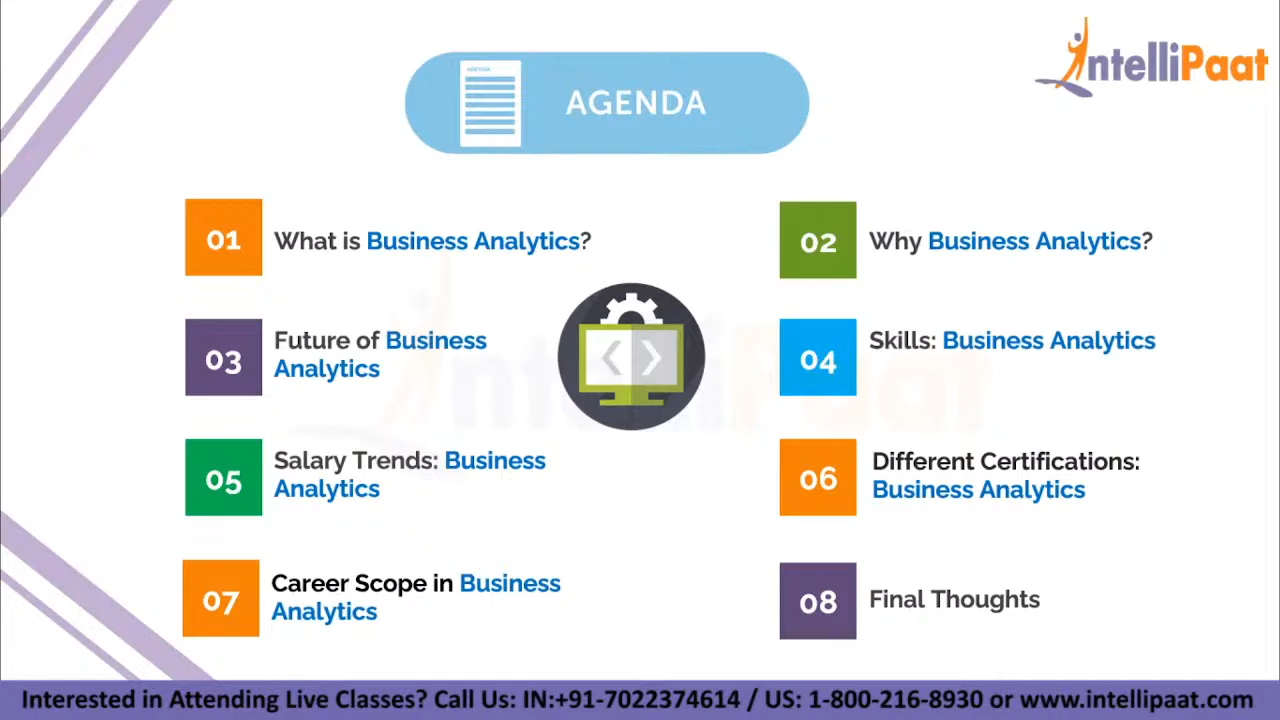 IntelliPaat
AGENDA
AGENDA
01
What is Business Analytics?
02
Why Business Analytics?
03
Future of Business
Analytics
04
Skills: Business Analytics
05
Salary Trends: Business
Analytics
06
Different Certifications:
Business Analytics
07
Career Scope in Business
Analytics
08
Final Thoughts
IntelliPaat
Interested in Attending Live Classes? Call Us: IN:+91-7022374614 / US: 1-800-216-8930 or www.intellipaat.com